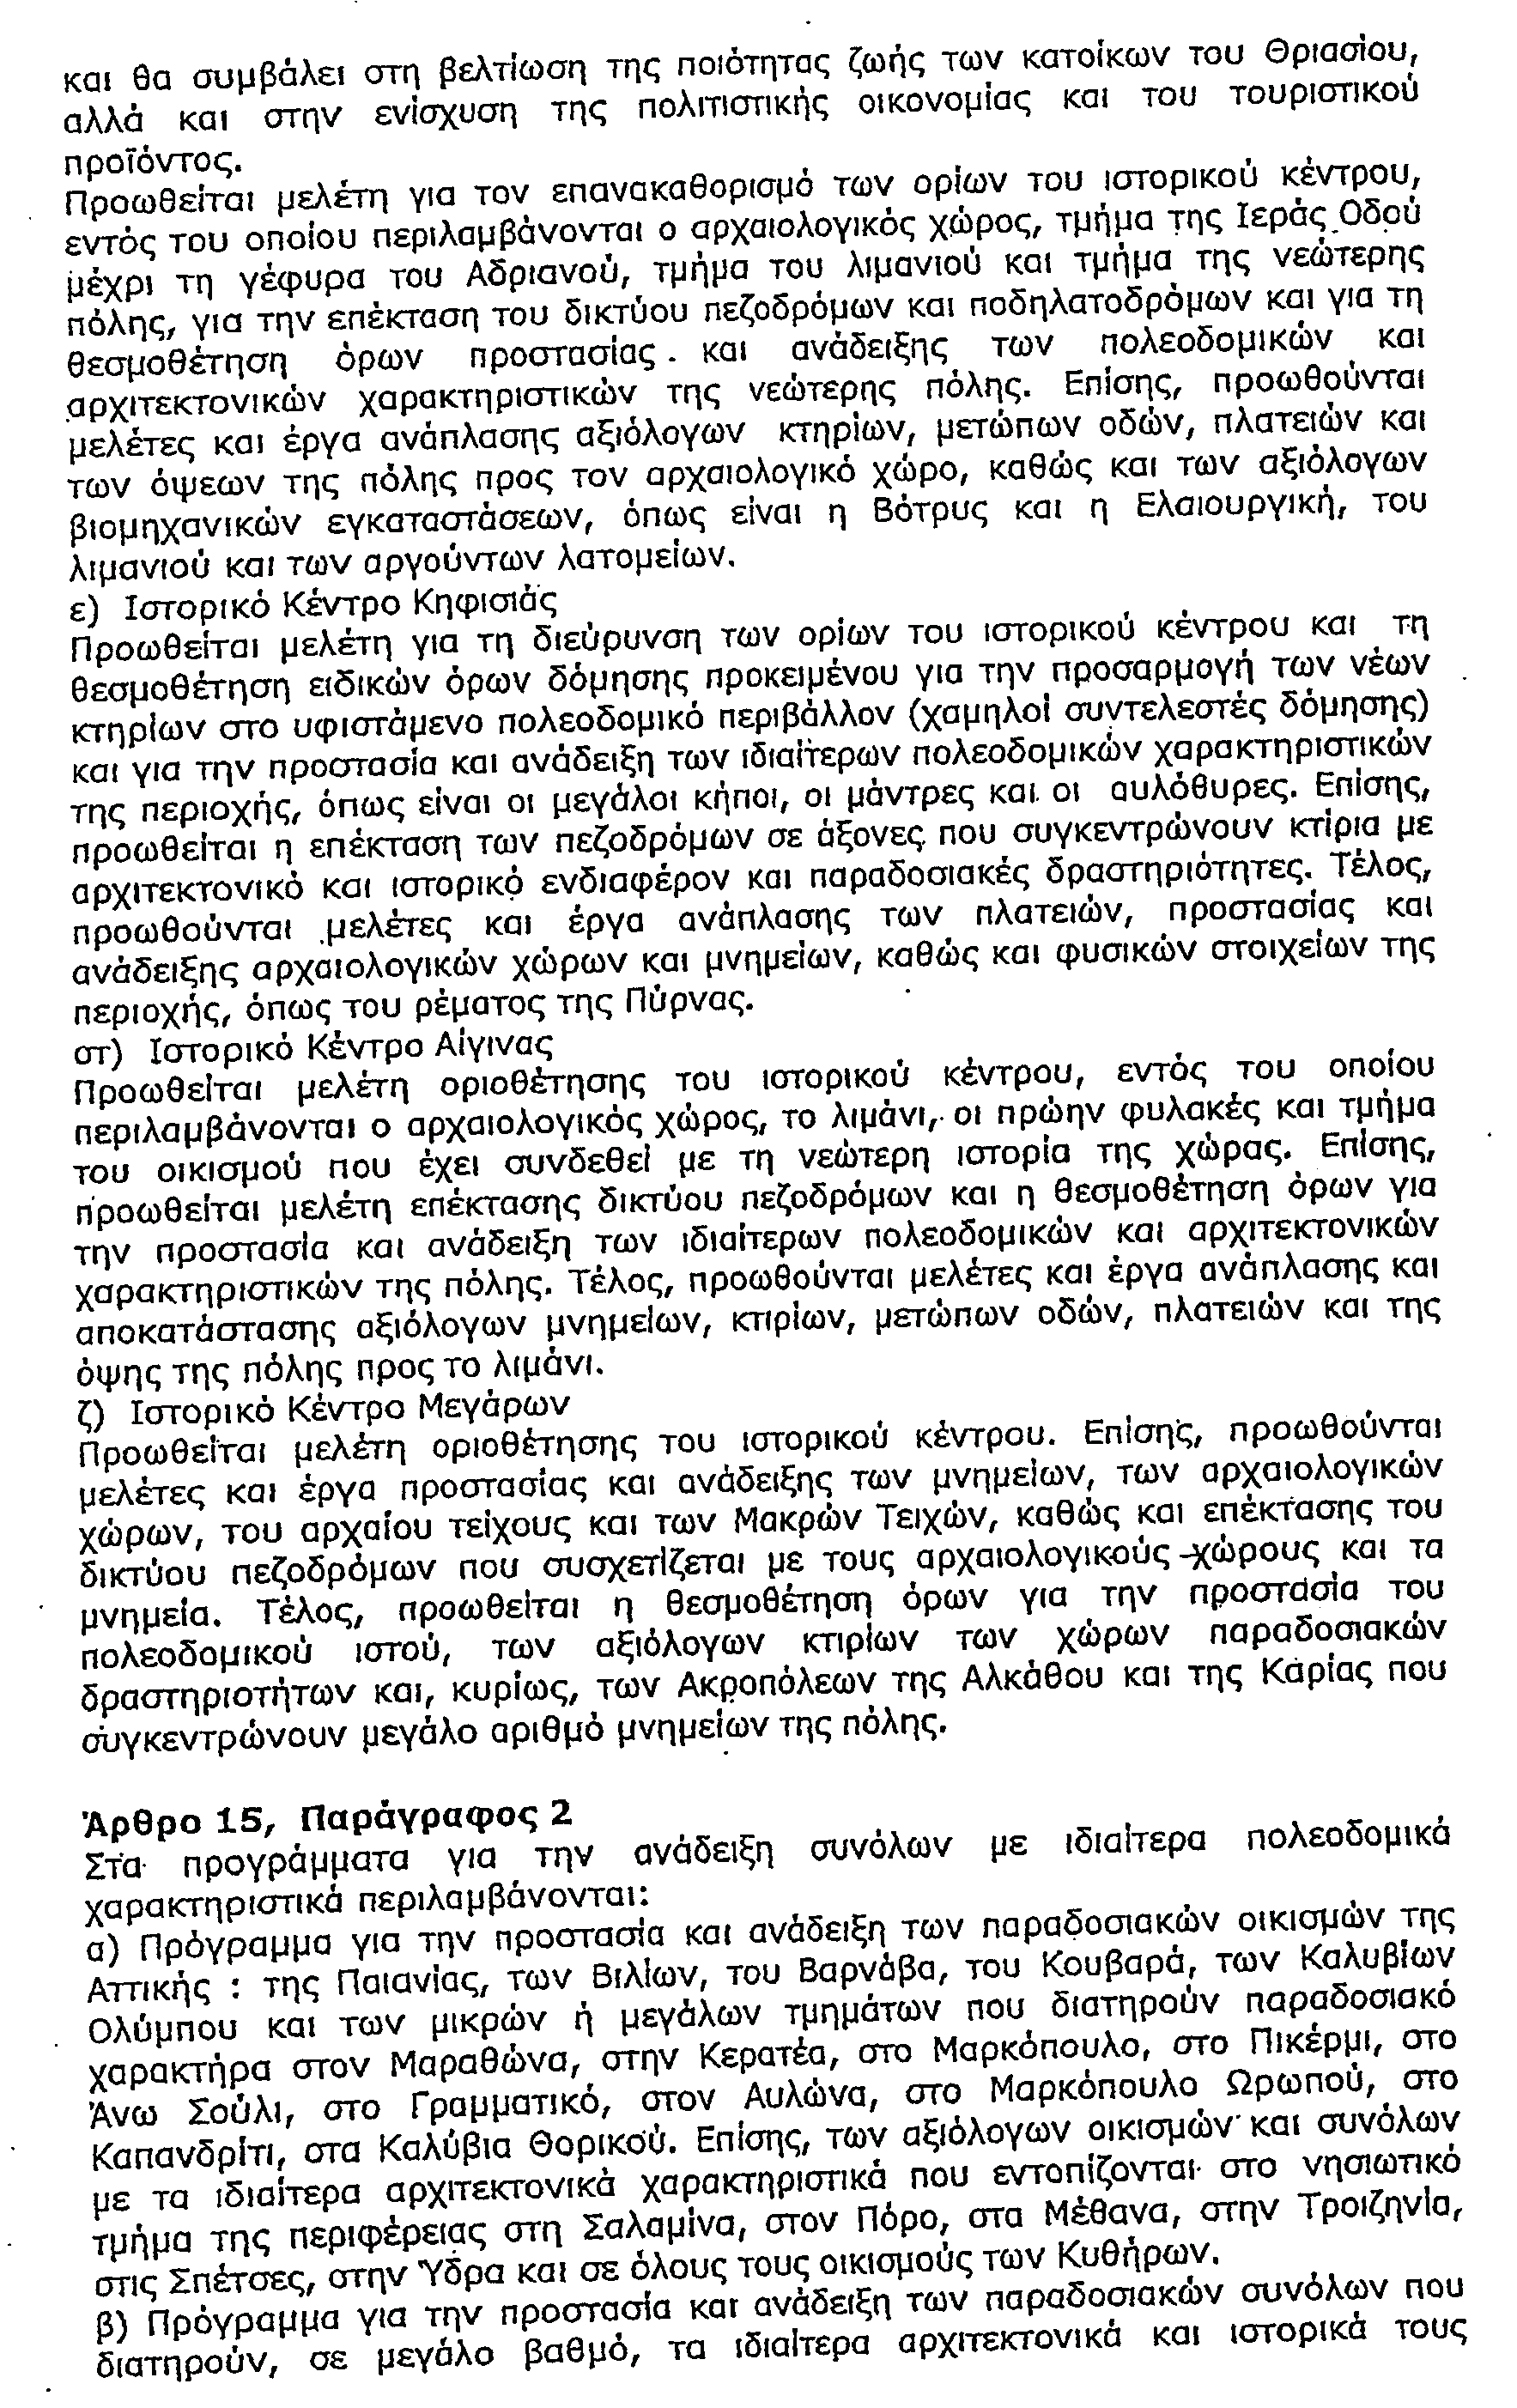 και θα συμβάλει στη βελτίωση της ποιότητας ζωής των κατοίκων του Θριασίου,
αλλά και στην ενίσχυση της πολιτιστικής οικονομίας και του τουριστικού
προϊόντος.
Προωθείται μελέτη για τον επανακαθορισμό των ορίων του ιστορικού κέντρου,
εντός του οποίου περιλαμβάνονται ο αρχαιολογικός χώρος, τμήμα της Ιεράς Οδού
μέχρι τη γέφυρα του Αδριανού, τμήμα του λιμανιού και τμήμα της νεώτερης
πόλης, για την επέκταση του δικτύου πεζοδρόμων και ποδηλατοδρόμων και για τη
θεσμοθέτηση όρων προστασίας και ανάδειξης των πολεοδομικών και
αρχιτεκτονικών χαρακτηριστικών της νεώτερης πόλης. Επίσης, προωθούνται
μελέτες και έργα ανάπλασης αξιόλογων κτηρίων, μετώπων οδών, πλατειών και
των όψεων της πόλης προς τον αρχαιολογικό χώρο, καθώς και των αξιόλογων
βιομηχανικών εγκαταστάσεων, όπως είναι η Βότρυς και η Ελαιουργική, του
λιμανιού και των αργούντων λατομείων.
ε) Ιστορικό Κέντρο Κηφισιάς
Προωθείται μελέτη για τη διεύρυνση των ορίων του ιστορικού κέντρου και τη
θεσμοθέτηση ειδικών όρων δόμησης προκειμένου για την προσαρμογή των νέων
κτηρίων στο υφιστάμενο πολεοδομικό περιβάλλον (χαμηλοί συντελεστές δόμησης)
και για την προστασία και ανάδειξη των ιδιαίτερων πολεοδομικών χαρακτηριστικών
της περιοχής, όπως είναι οι μεγάλοι κήποι, οι μάντρες και οι αυλόθυρες. Επίσης,
προωθείται η επέκταση των πεζοδρόμων σε άξονες που συγκεντρώνουν κτίρια με
αρχιτεκτονικό και ιστορικό ενδιαφέρον και παραδοσιακές δραστηριότητες. Τέλος,
προωθούνται μελέτες και έργα ανάπλασης των πλατειών, προστασίας και
ανάδειξης αρχαιολογικών χώρων και μνημείων, καθώς και φυσικών στοιχείων της
περιοχής, όπως του ρέματος της Πύρνας.
στ) Ιστορικό Κέντρο Αίγινας
Προωθείται μελέτη οριοθέτησης του ιστορικού κέντρου, εντός του οποίου
περιλαμβάνονται ο αρχαιολογικός χώρος, το λιμάνι, οι πρώην φυλακές και τμήμα
του οικισμού που έχει συνδεθεί με τη νεώτερη ιστορία της χώρας. Επίσης,
προωθείται μελέτη επέκτασης δικτύου πεζοδρόμων και η θεσμοθέτηση όρων για
την προστασία και ανάδειξη των ιδιαίτερων πολεοδομικών και αρχιτεκτονικών
χαρακτηριστικών της πόλης. Τέλος, προωθούνται μελέτες και έργα ανάπλασης και
αποκατάστασης αξιόλογων μνημείων, κτιρίων, μετώπων οδών, πλατειών και της
όψης της πόλης προς το λιμάνι.
ζ) Ιστορικό Κέντρο Μεγάρων
Προωθείται μελέτη οριοθέτησης του ιστορικού κέντρου. Επίσης, προωθούνται
μελέτες και έργα προστασίας και ανάδειξης των μνημείων, των αρχαιολογικών
χώρων, του αρχαίου τείχους και των Μακρών Τειχών, καθώς και επέκτασης του
δικτύου πεζοδρόμων που συσχετίζεται με τους αρχαιολογικούς χώρους και τα
μνημεία. Τέλος, προωθείται η θεσμοθέτηση όρων για την προστασία του
πολεοδομικού ιστού, των αξιόλογων κτιρίων των χώρων παραδοσιακών
δραστηριοτήτων και, κυρίως, των Ακροπόλεων της Αλκάθου και της Καρίας που
συγκεντρώνουν μεγάλο αριθμό μνημείων της πόλης.
Άρθρο 15, Παράγραφος 2
Στα προγράμματα για την ανάδειξη συνόλων με ιδιαίτερα πολεοδομικά
χαρακτηριστικά περιλαμβάνονται:
α) Πρόγραμμα για την προστασία και ανάδειξη των παραδοσιακών οικισμών της
Αττικής : της Παιανίας, των Βιλίων, του Βαρνάβα, του Κουβαρά, των Καλυβίων
Ολύμπου και των μικρών ή μεγάλων τμημάτων που διατηρούν παραδοσιακό
χαρακτήρα στον Μαραθώνα, στην Κερατέα, στο Μαρκόπουλο, στο Πικέρμι, στο
Άνω Σούλι, στο Γραμματικό, στον Αυλώνα, στο Μαρκόπουλο Ωρωπού, στο
Καπανδρίτι, στα Καλύβια Θορικού. Επίσης, των αξιόλογων οικισμών και συνόλων
με τα ιδιαίτερα αρχιτεκτονικά χαρακτηριστικά που εντοπίζονται στο νησιωτικό
τμήμα της περιφέρειας στη Σαλαμίνα, στον Πόρο, στα Μέθανα, στην Τροιζηνία,
στις Σπέτσες, στην Ύδρα και σε όλους τους οικισμούς των Κυθήρων.
β) Πρόγραμμα για την προστασία και ανάδειξη των παραδοσιακών συνόλων που
διατηρούν, σε μεγάλο βαθμό, τα ιδιαίτερα αρχιτεκτονικά και ιστορικά τους